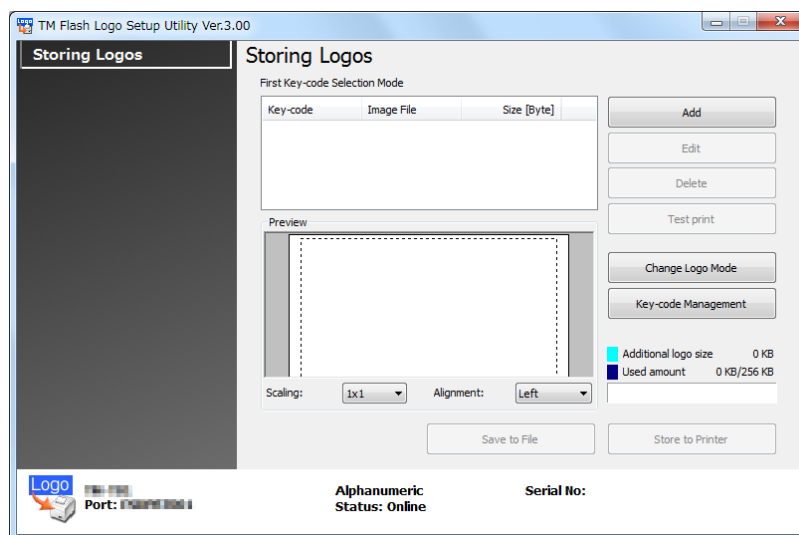 Logo
TM Flash Logo Setup Utility Ver.3.00
Storing Logos
Storing Logos
First Key-code Selection Mode
Key-code Image File Size [Byte]
Add
Edit
Delete
Test print
Preview
Change Logo Mode
Key-code Management
Additional logo size 0 KB
Used amount 0 KB/256 KB
Scaling: 1x1 Alignment: Left
Save to File Store to Printer
Logo
Alphanumeric Serial No:
Port: Status: Online